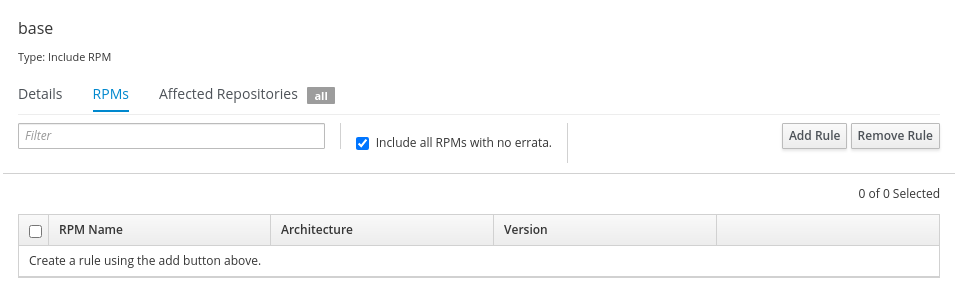 base
Type: Include RPM
Details RPMs Affected Repositories all
Filter Include all RPMs with no errata. Add Rule Remove Rule
0 of 0 Selected
RPM Name Architecture Version
Create a rule using the add button above.